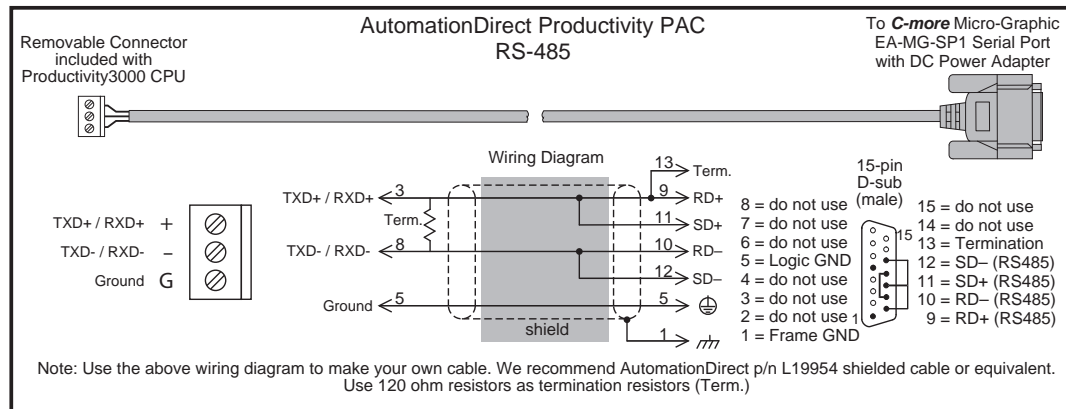 AutomationDirect Productivity PAC
RS-485
Removable Connector
included with
Productivity3000 CPU
To C-more Micro-Graphic
EA-MG-SP1 Serial Port
with DC Power Adapter
Wiring Diagram
TXD+ / RXD+ +
TXD- / RXD- –
Ground G
TXD+ / RXD+ 3
Term.
TXD- / RXD- 8
Ground 5
shield
13 Term.
9 RD+
11 SD+
10 RD–
12 SD–
5
1
8 = do not use
7 = do not use
6 = do not use
5 = Logic GND
4 = do not use
3 = do not use
2 = do not use
1 = Frame GND
15-pin
D-sub
(male)
15
1
15 = do not use
14 = do not use
13 = Termination
12 = SD– (RS485)
11 = SD+ (RS485)
10 = RD– (RS485)
9 = RD+ (RS485)
Note: Use the above wiring diagram to make your own cable. We recommend AutomationDirect p/n L19954 shielded cable or equivalent.
Use 120 ohm resistors as termination resistors (Term.)